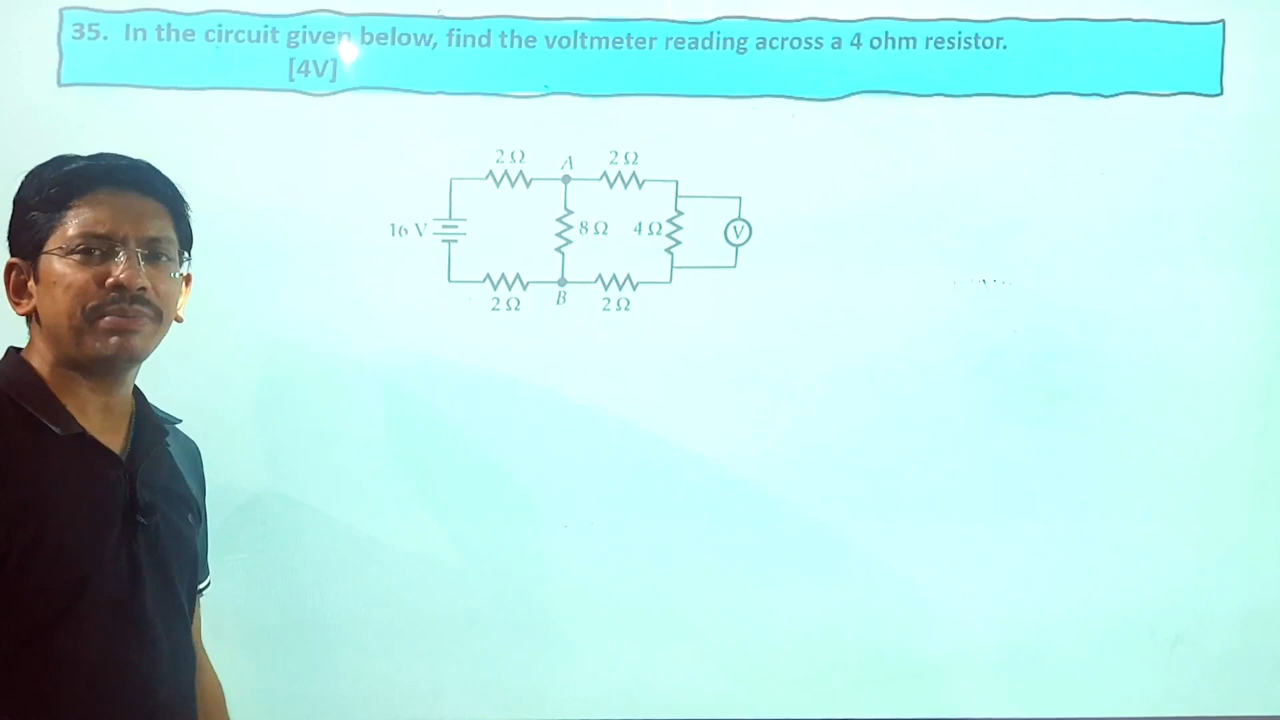 35. In the circuit given below, find the voltmeter reading across a 4 ohm resistor.
[4V]
2 Ω A 2 Ω
16 V 8 Ω 4 Ω V
2 Ω B 2 Ω